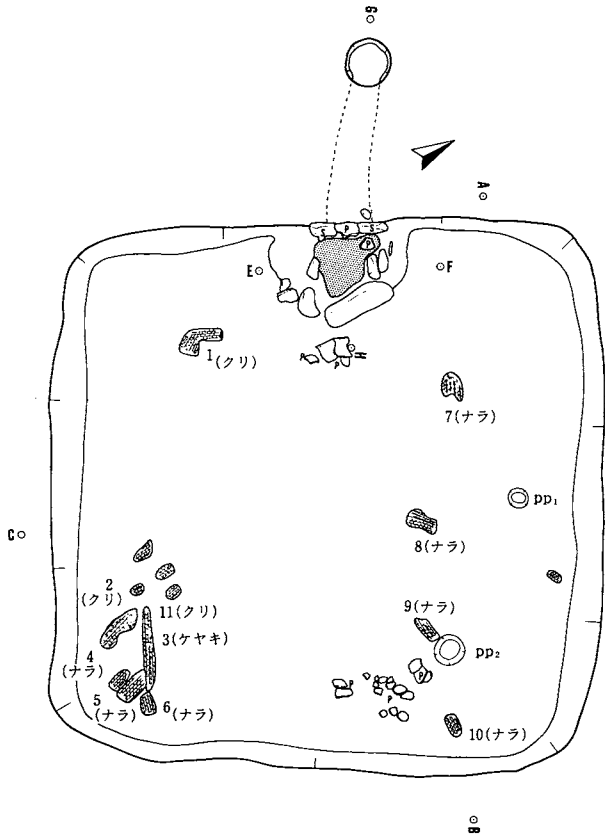 G
A
S P S
P
E
F
H
P
P
1(クリ)
7(ナラ)
pp₁
C
8(ナラ)
2
(クリ)
11(クリ)
3(ケヤキ)
9(ナラ)
pp₂
4
(ナラ)
5
(ナラ)
6(ナラ)
P
P
P
10(ナラ)
B